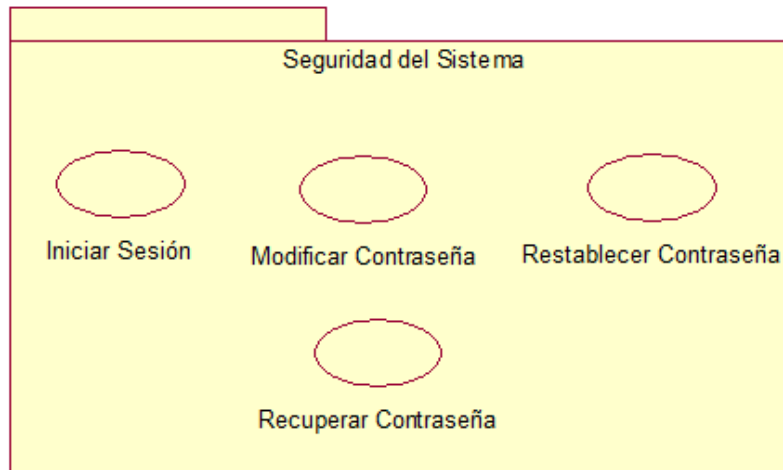 Seguridad del Sistema
Iniciar Sesión
Modificar Contraseña
Restablecer Contraseña
Recuperar Contraseña